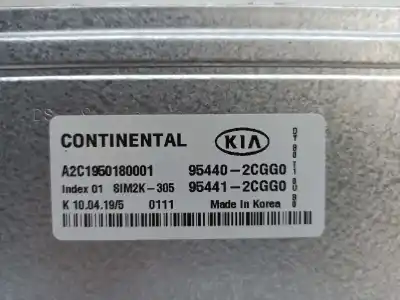 CONTINENTAL KIA
A2C1950180001 95440-2CGG0
Index 01 SIM2K-305 95441-2CGG0
K 10.04.19/5 0111 Made in Korea